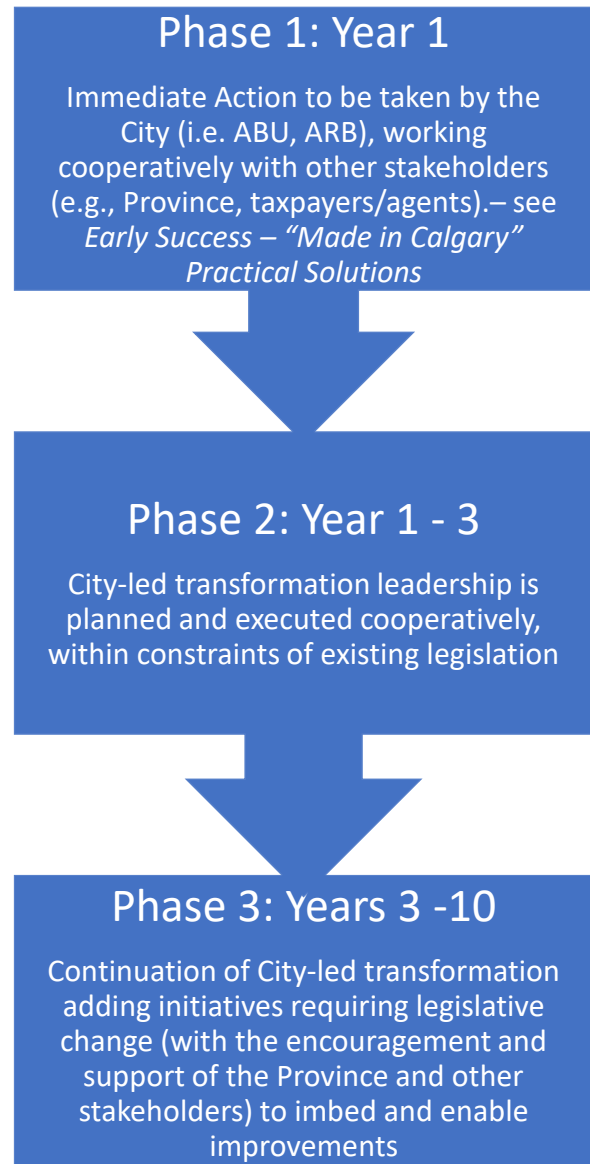 Phase 1: Year 1
Immediate Action to be taken by the
City (i.e. ABU, ARB), working
cooperatively with other stakeholders
(e.g., Province, taxpayers/agents).– see
Early Success – “Made in Calgary”
Practical Solutions
Phase 2: Year 1 - 3
City-led transformation leadership is
planned and executed cooperatively,
within constraints of existing legislation
Phase 3: Years 3 -10
Continuation of City-led transformation
adding initiatives requiring legislative
change (with the encouragement and
support of the Province and other
stakeholders) to imbed and enable
improvements